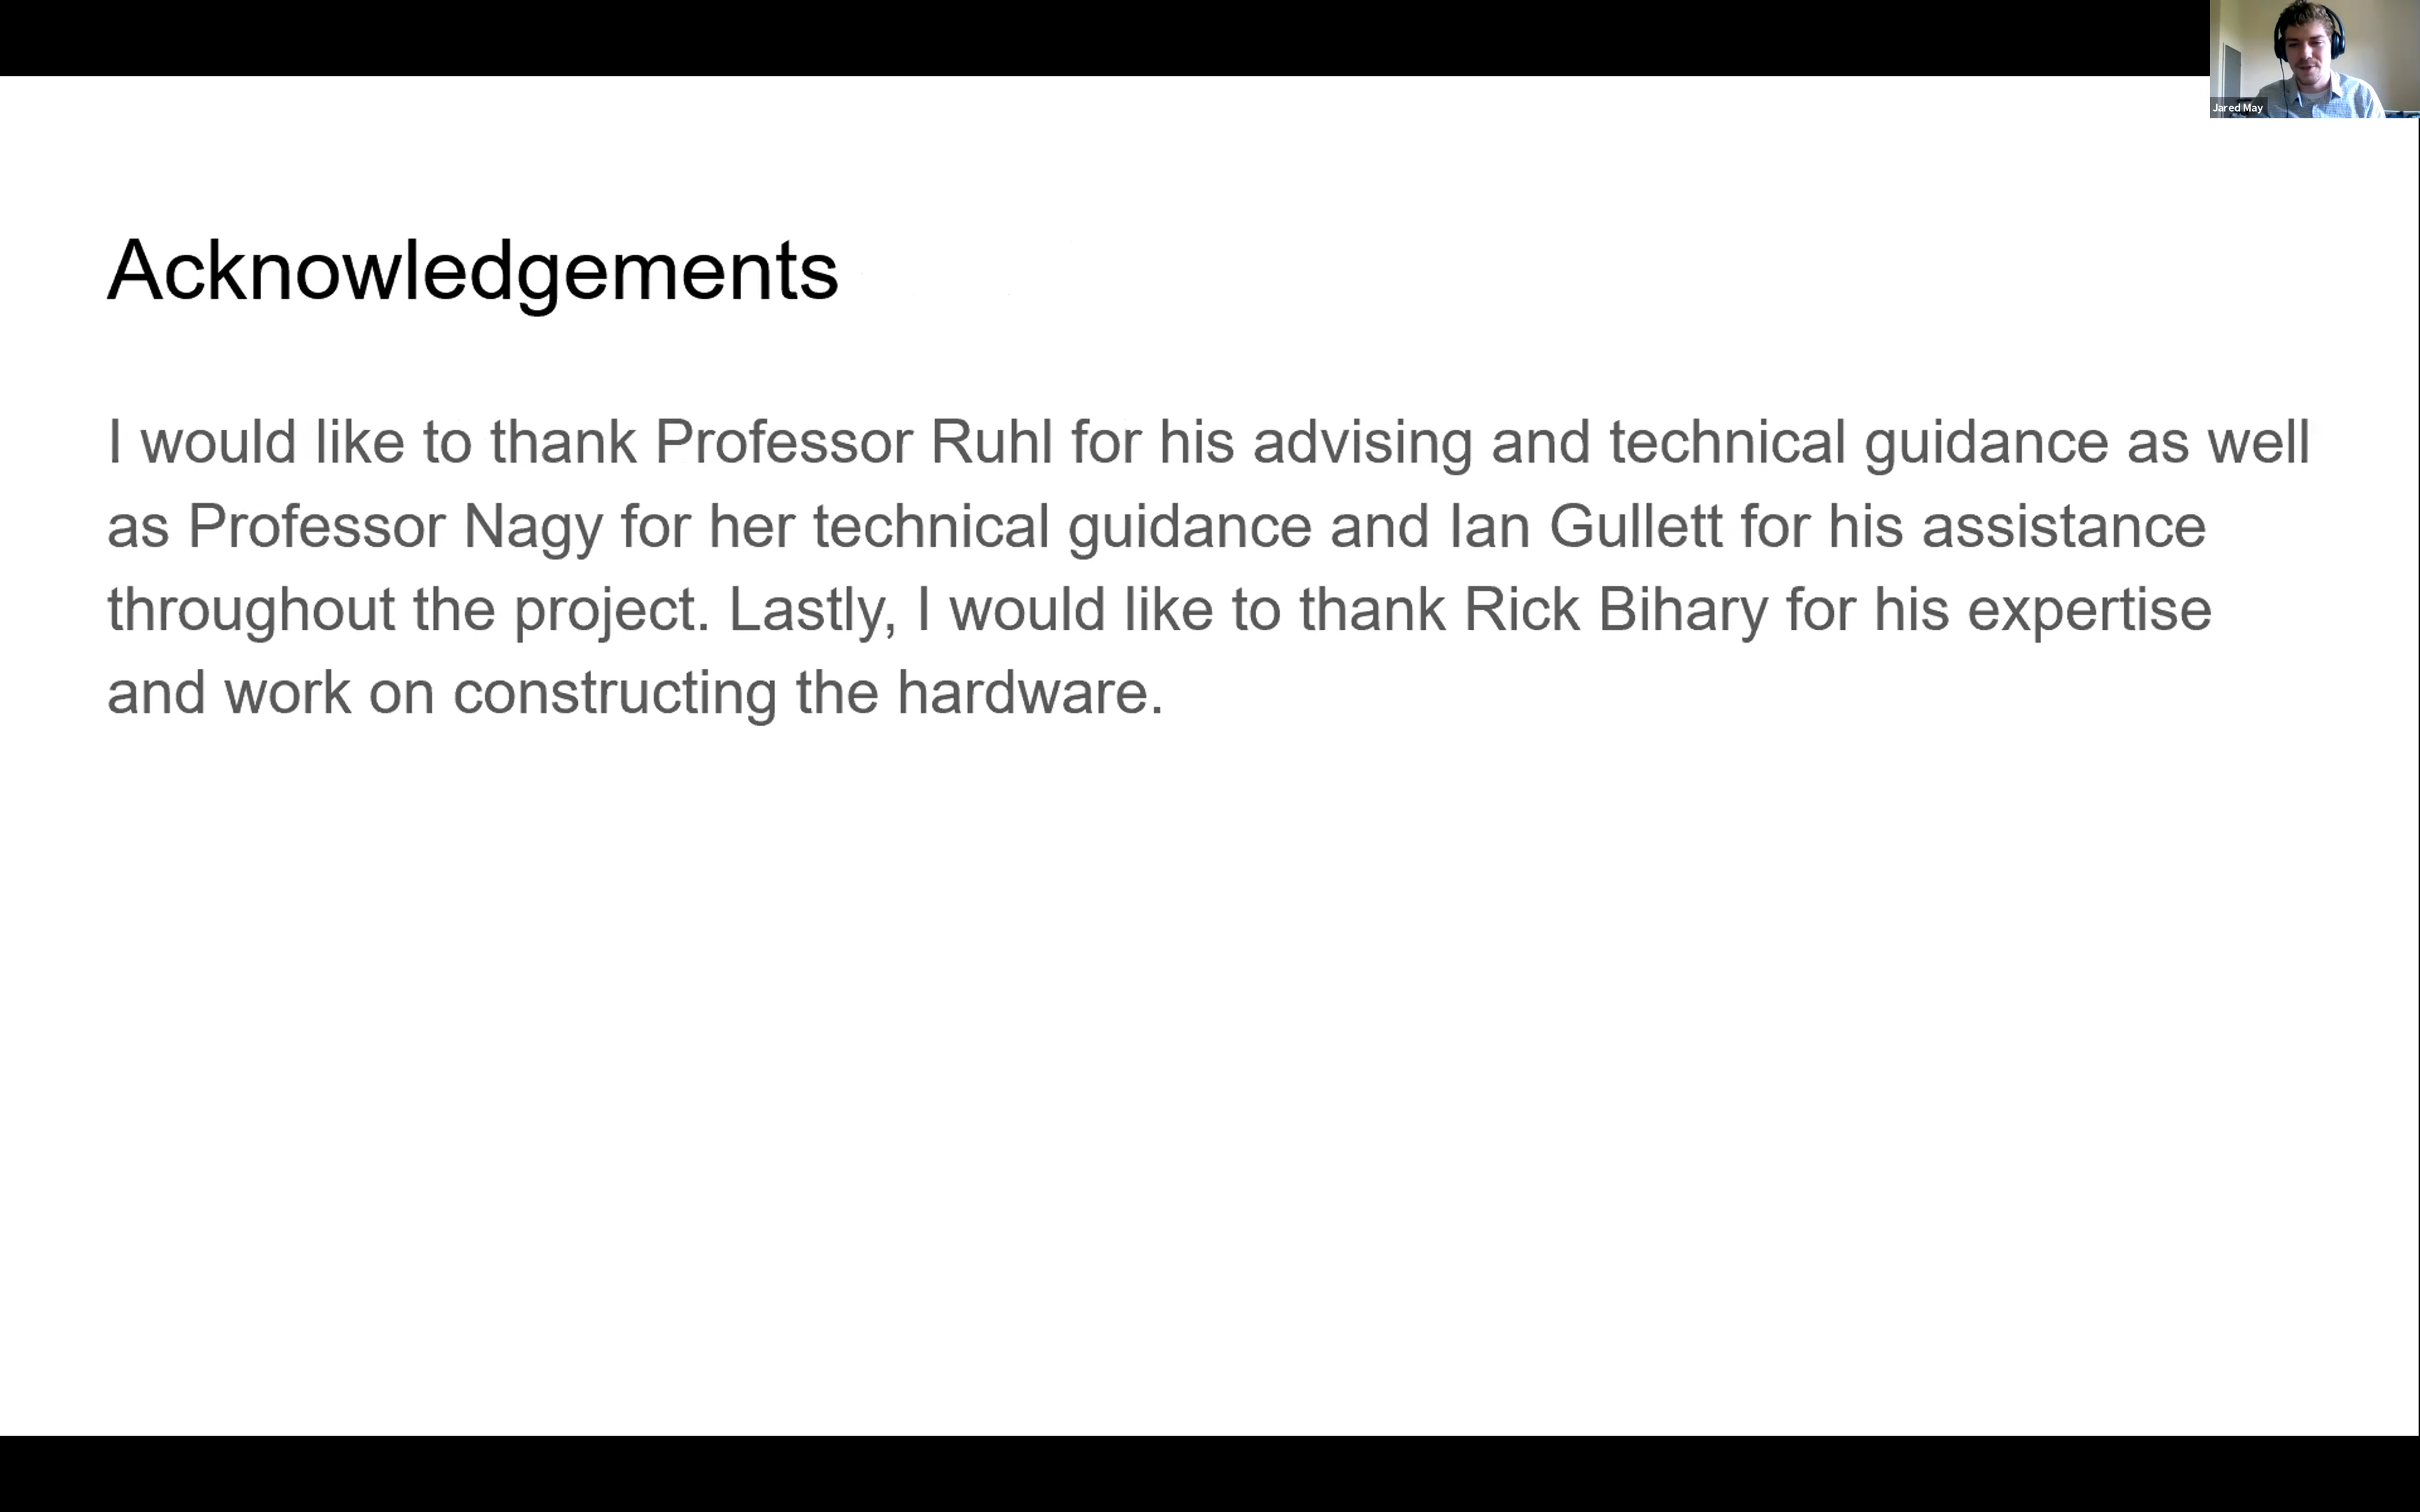 Jared May
Acknowledgements
I would like to thank Professor Ruhl for his advising and technical guidance as well
as Professor Nagy for her technical guidance and Ian Gullett for his assistance
throughout the project. Lastly, I would like to thank Rick Bihary for his expertise
and work on constructing the hardware.